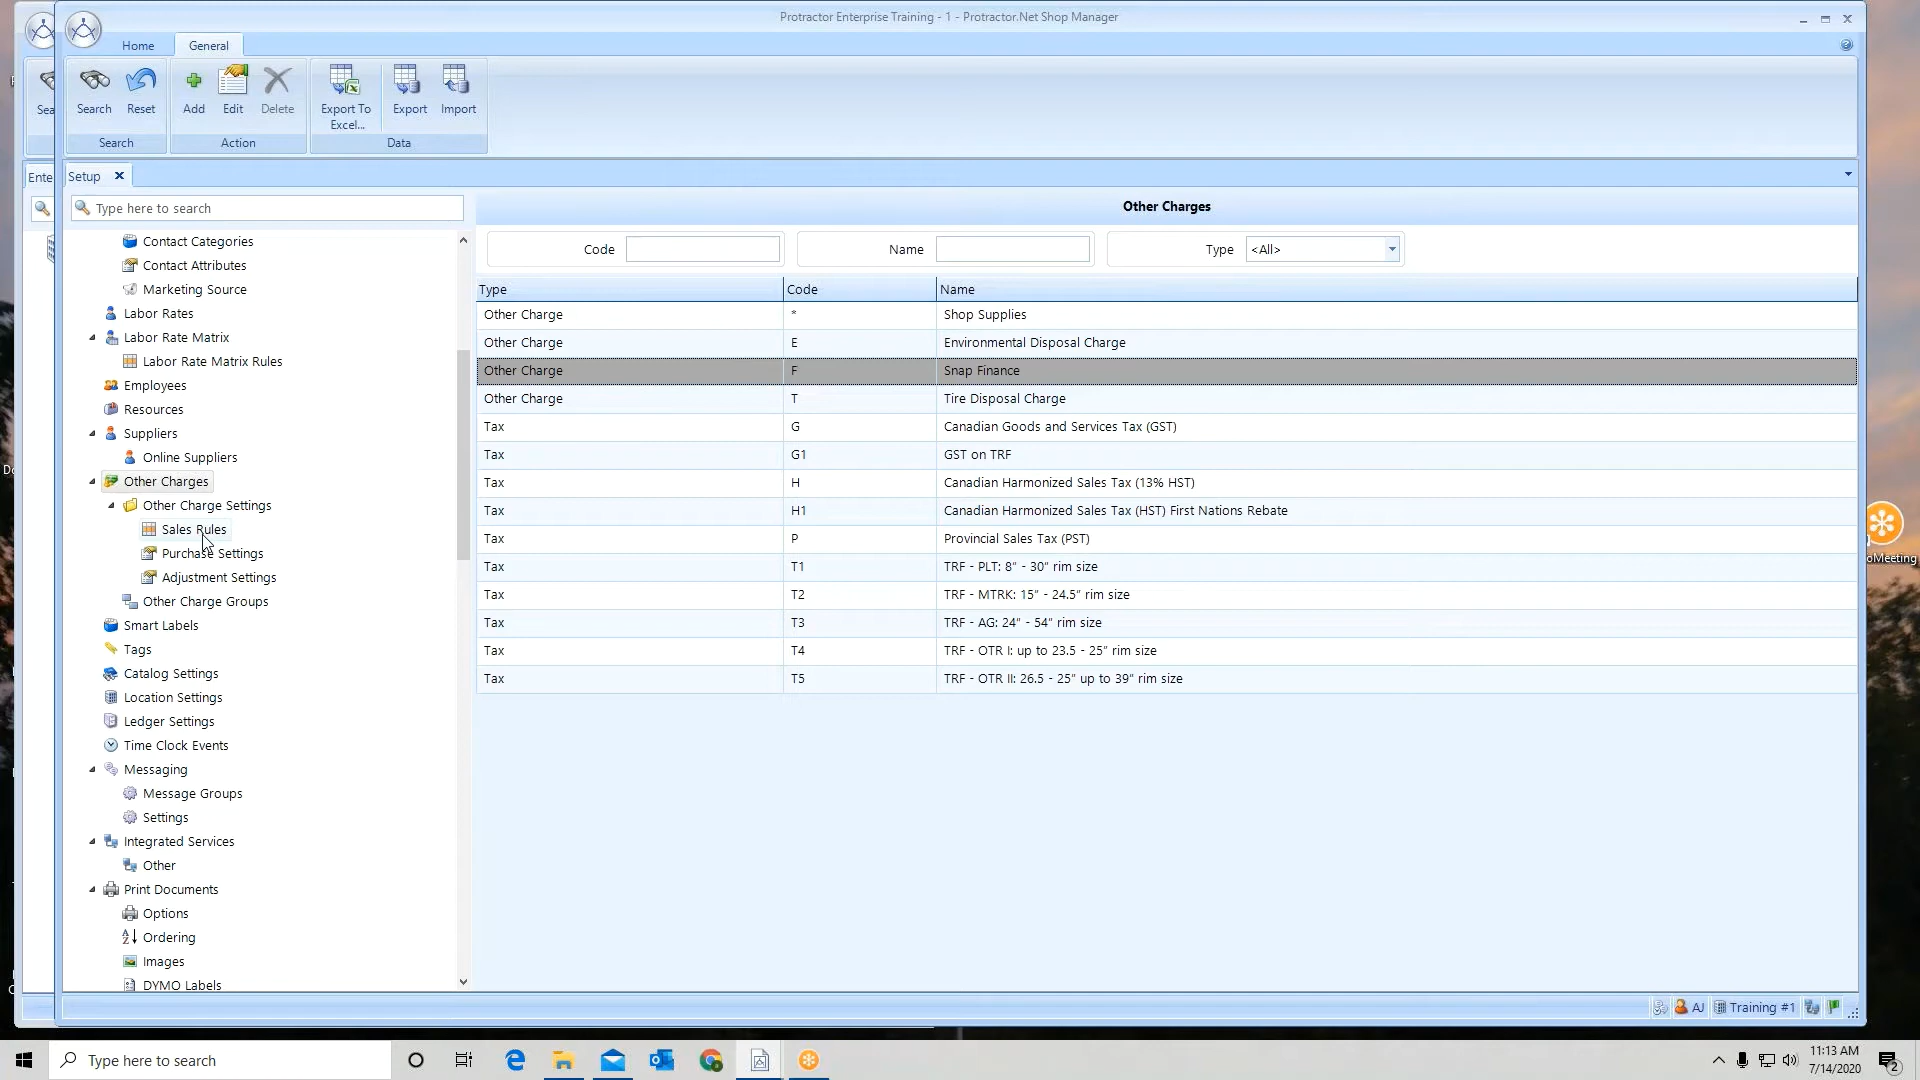 Protractor Enterprise Training - 1 - Protractor.Net Shop Manager
Home
General
Sea
Search
Reset
Add
Edit
Delete
Export To
Excel...
Export
Import
Search
Action
Data
Ente
Setup
Type here to search
Other Charges
Code
Name
Type
<All>
Contact Categories
Contact Attributes
Marketing Source
Labor Rates
Labor Rate Matrix
Labor Rate Matrix Rules
Employees
Resources
Suppliers
Online Suppliers
Other Charges
Other Charge Settings
Sales Rules
Purchase Settings
Adjustment Settings
Other Charge Groups
Smart Labels
Tags
Catalog Settings
Location Settings
Ledger Settings
Time Clock Events
Messaging
Message Groups
Settings
Integrated Services
Other
Print Documents
Options
Ordering
Images
DYMO Labels
Type Code Name
Other Charge * Shop Supplies
Other Charge E Environmental Disposal Charge
Other Charge F Snap Finance
Other Charge T Tire Disposal Charge
Tax G Canadian Goods and Services Tax (GST)
Tax G1 GST on TRF
Tax H Canadian Harmonized Sales Tax (13% HST)
Tax H1 Canadian Harmonized Sales Tax (HST) First Nations Rebate
Tax P Provincial Sales Tax (PST)
Tax T1 TRF - PLT: 8" - 30" rim size
Tax T2 TRF - MTRK: 15" - 24.5" rim size
Tax T3 TRF - AG: 24" - 54" rim size
Tax T4 TRF - OTR I: up to 23.5 - 25" rim size
Tax T5 TRF - OTR II: 26.5 - 25" up to 39" rim size
oMeeting
AJ
Training #1
Type here to search
11:13 AM
7/14/2020
2